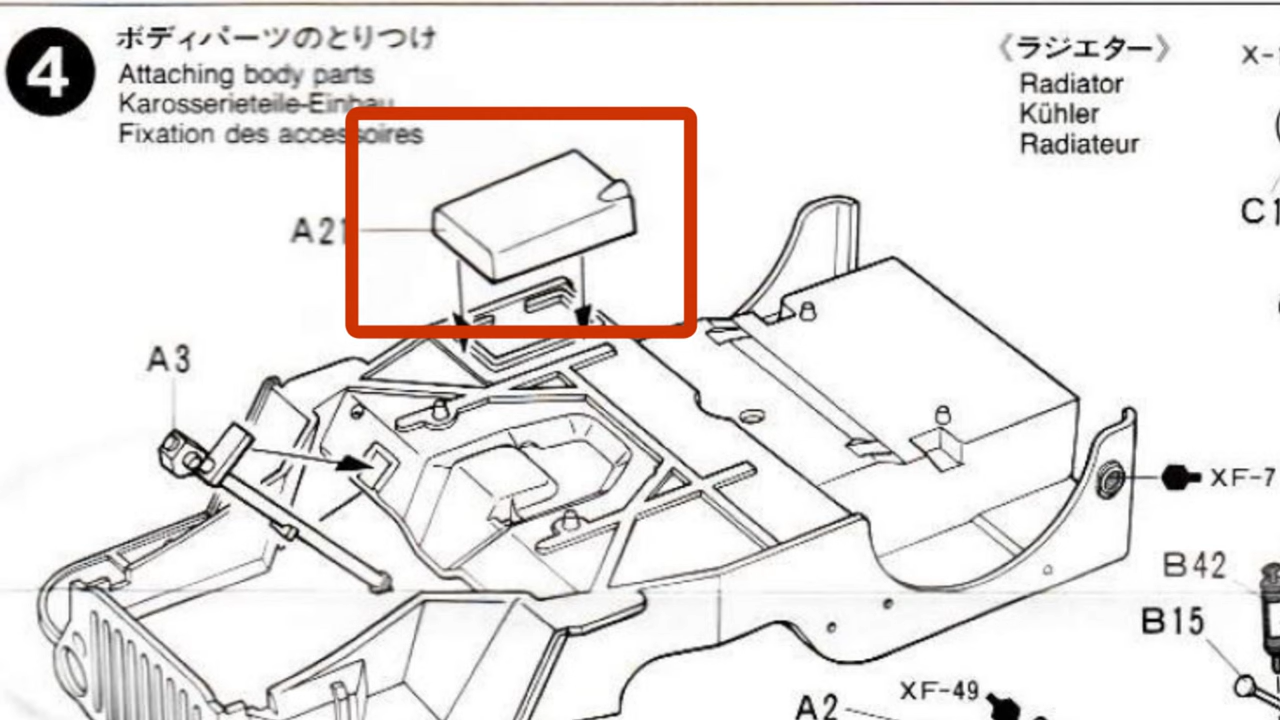 4
ボディパーツのとりつけ
Attaching body parts
Karosserieteile-Einbau
Fixation des accessoires
《ラジエター》
Radiator
Kühler
Radiateur
A21
A3
XF-7
B42
B15
XF-49
A2